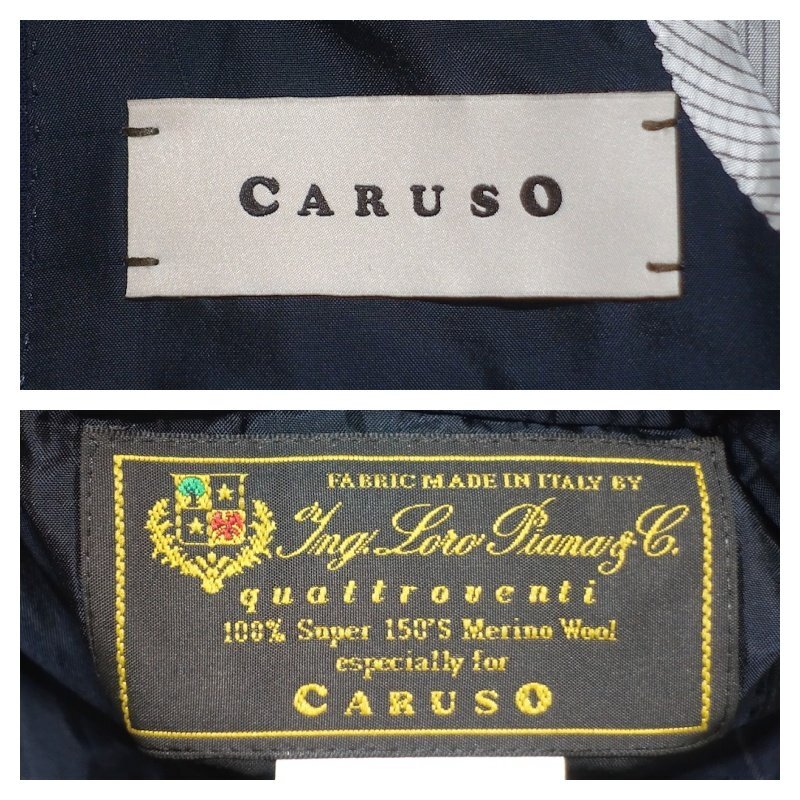 CARUSO
FABRIC MADE IN ITALY BY
Ing. Loro Piana & C.
quattroventi
100% Super 150'S Merino Wool
especially for
CARUSO